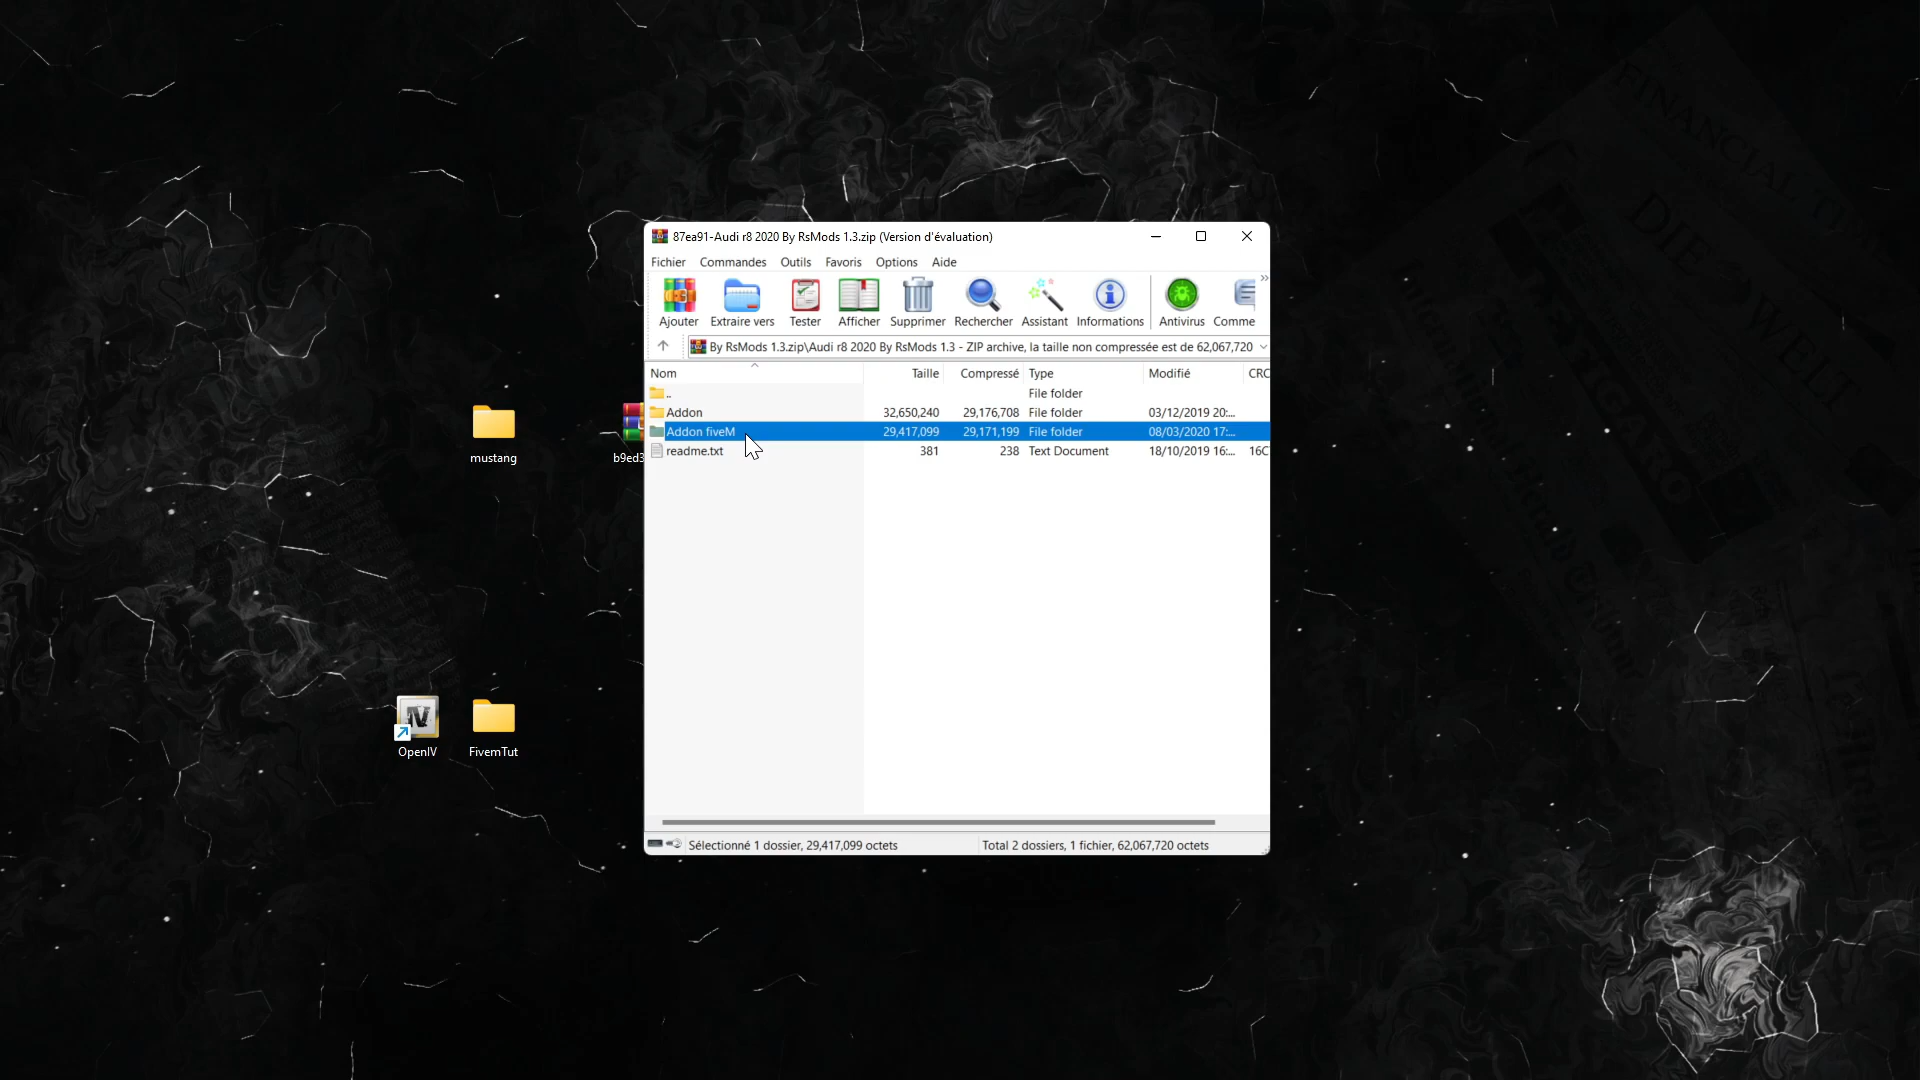 87ea91-Audi r8 2020 By RsMods 1.3.zip (Version d'évaluation)
Fichier Commandes Outils Favoris Options Aide
Ajouter Extraire vers Tester Afficher Supprimer Rechercher Assistant Informations Antivirus Comme
By RsMods 1.3.zip\Audi r8 2020 By RsMods 1.3 - ZIP archive, la taille non compressée est de 62,067,720
Nom Taille Compressé Type Modifié CRC
.. File folder
Addon 32,650,240 29,176,708 File folder 03/12/2019 20:...
Addon fiveM 29,417,099 29,171,199 File folder 08/03/2020 17:...
readme.txt 381 238 Text Document 18/10/2019 16:... 16C
mustang
b9ed3
OpenIV
FivemTut
Sélectionné 1 dossier, 29,417,099 octets
Total 2 dossiers, 1 fichier, 62,067,720 octets
FINANCIAL
DIE WELT